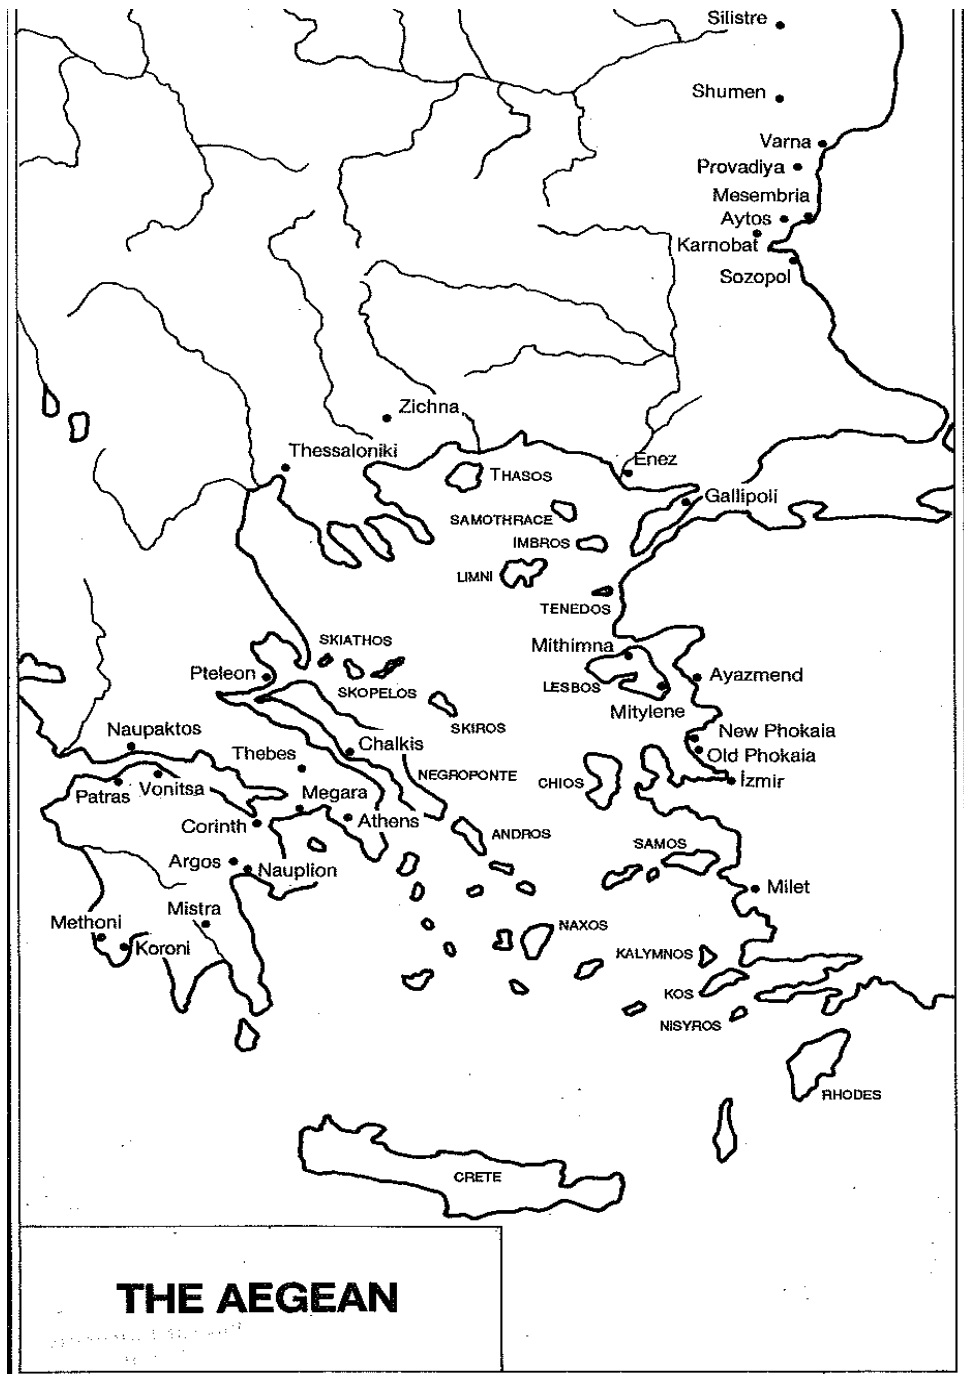 Silistre
Shumen
Varna
Provadiya
Mesembria
Aytos
Karnobat
Sozopol
Zichna
Thessaloniki
Enez
THASOS
Gallipoli
SAMOTHRACE
IMBROS
LIMNI
TENEDOS
SKIATHOS
Mithimna
Pteleon
Ayazmend
SKOPELOS
LESBOS
Mitylene
SKIROS
Naupaktos
New Phokaia
Chalkis
Thebes
Old Phokaia
NEGROPONTE
CHIOS
İzmir
Patras
Vonitsa
Megara
Corinth
Athens
ANDROS
SAMOS
Argos
Nauplion
Milet
Mistra
Methoni
NAXOS
Koroni
KALYMNOS
KOS
NISYROS
RHODES
CRETE
THE AEGEAN